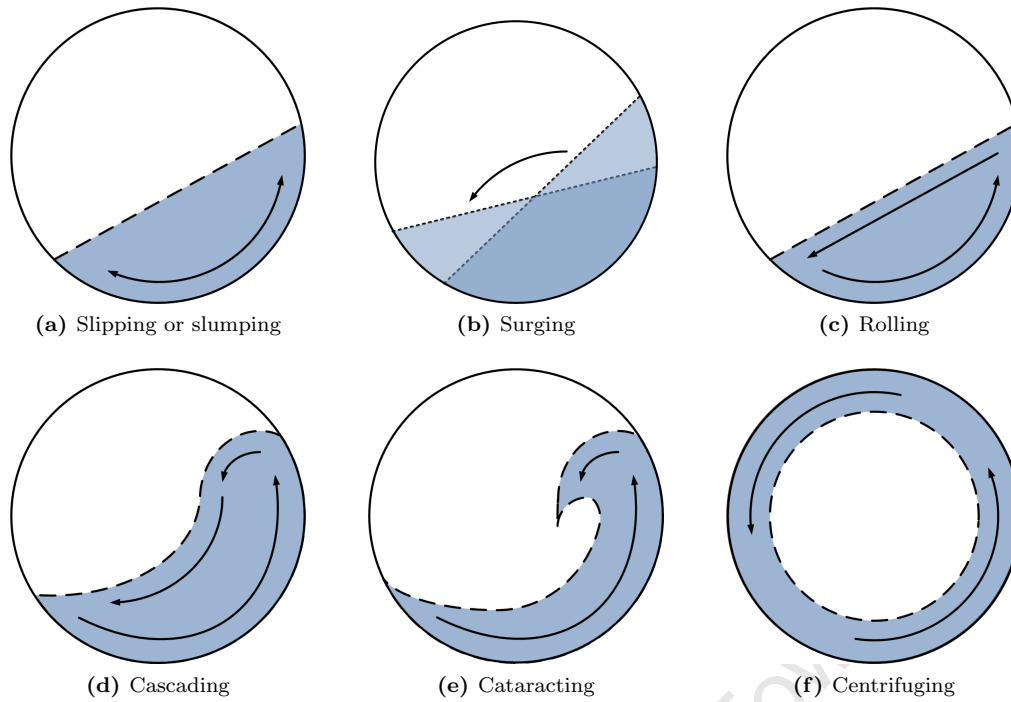 (a) Slipping or slumping
(b) Surging
(c) Rolling
(d) Cascading
(e) Cataracting
(f) Centrifuging